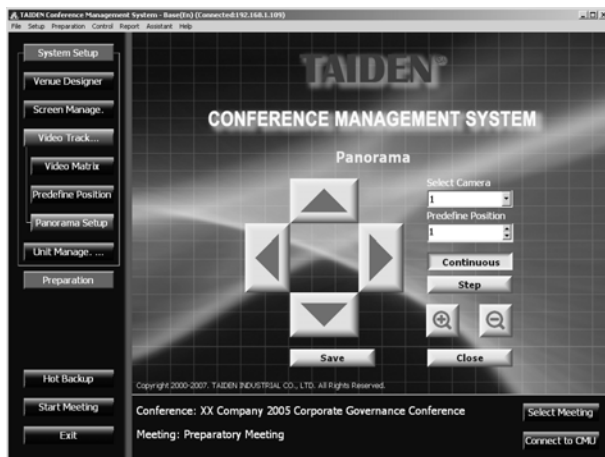 TAIDEN Conference Management System - Base(En) (Connected:192.168.1.109)
File Setup Preparation Control Report Assistant Help
System Setup
Venue Designer
Screen Manage.
Video Track...
Video Matrix
Predefine Position
Panorama Setup
Unit Manage. ...
Preparation
Hot Backup
Start Meeting
Exit
TAIDEN®
CONFERENCE MANAGEMENT SYSTEM
Panorama
Select Camera
1
Predefine Position
1
Continuous
Step
Save
Close
Copyright 2000-2007. TAIDEN INDUSTRIAL CO., LTD. All Rights Reserved.
Conference: XX Company 2005 Corporate Governance Conference
Meeting: Preparatory Meeting
Select Meeting
Connect to CMU